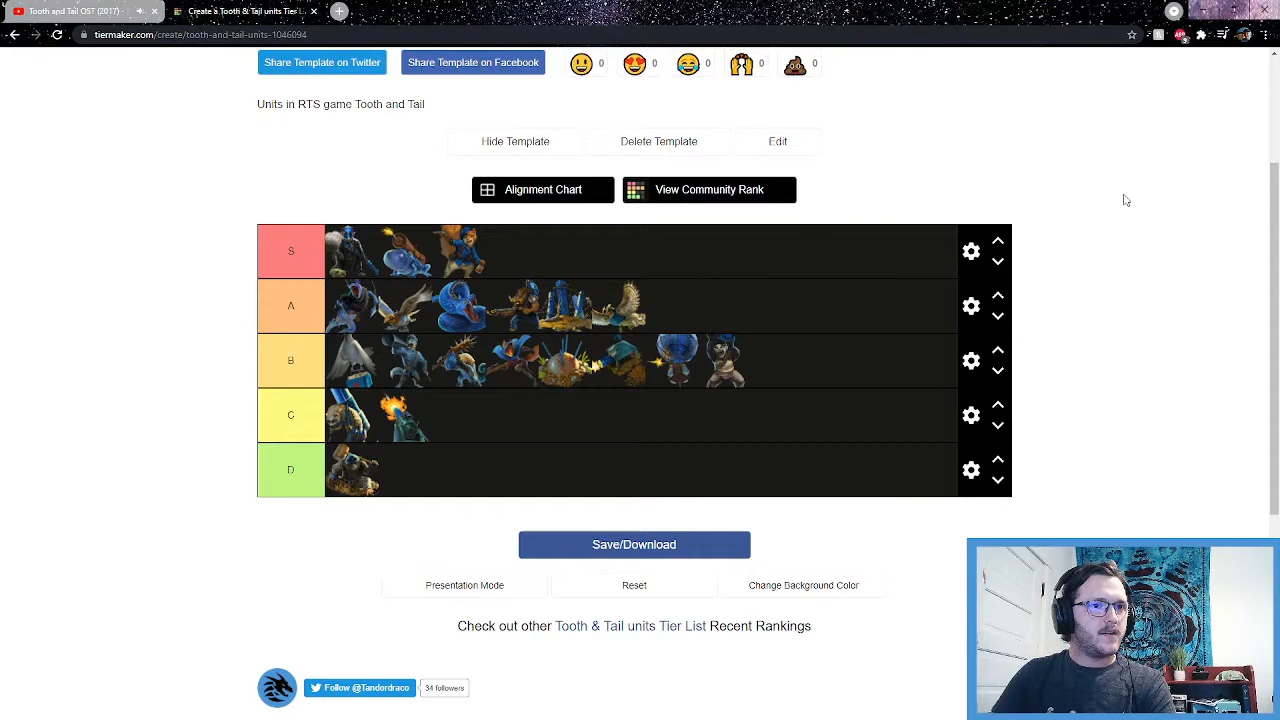 Tooth and Tail OST (2017) - S
Create a Tooth & Tail units Tier L
tiermaker.com/create/tooth-and-tail-units-1046094
Share Template on Twitter
Share Template on Facebook
0
0
0
0
0
Units in RTS game Tooth and Tail
Hide Template
Delete Template
Edit
Alignment Chart
View Community Rank
S
A
B
C
D
Save/Download
Presentation Mode
Reset
Change Background Color
Check out other Tooth & Tail units Tier List Recent Rankings
Follow @Tandordraco
34 followers